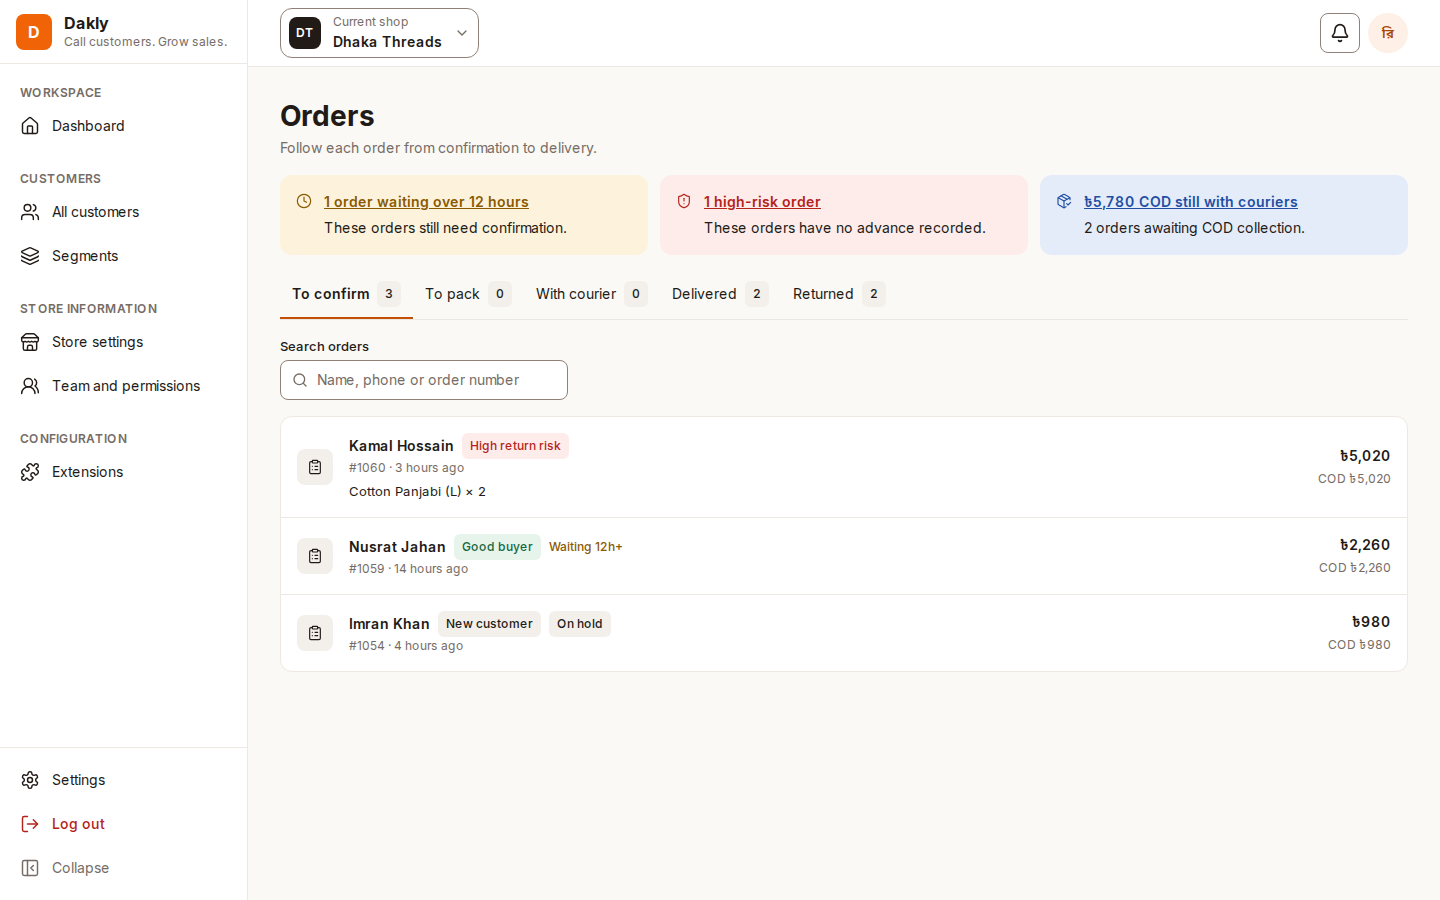 D
Dakly
Call customers. Grow sales.
DT
Current shop
Dhaka Threads
রি
WORKSPACE
Dashboard
CUSTOMERS
All customers
Segments
STORE INFORMATION
Store settings
Team and permissions
CONFIGURATION
Extensions
Settings
Log out
Collapse
Orders
Follow each order from confirmation to delivery.
1 order waiting over 12 hours
These orders still need confirmation.
1 high-risk order
These orders have no advance recorded.
৳5,780 COD still with couriers
2 orders awaiting COD collection.
To confirm 3 To pack 0 With courier 0 Delivered 2 Returned 2
Search orders
Name, phone or order number
Kamal Hossain High return risk
#1060 · 3 hours ago
Cotton Panjabi (L) × 2
৳5,020
COD ৳5,020
Nusrat Jahan Good buyer Waiting 12h+
#1059 · 14 hours ago
৳2,260
COD ৳2,260
Imran Khan New customer On hold
#1054 · 4 hours ago
৳980
COD ৳980